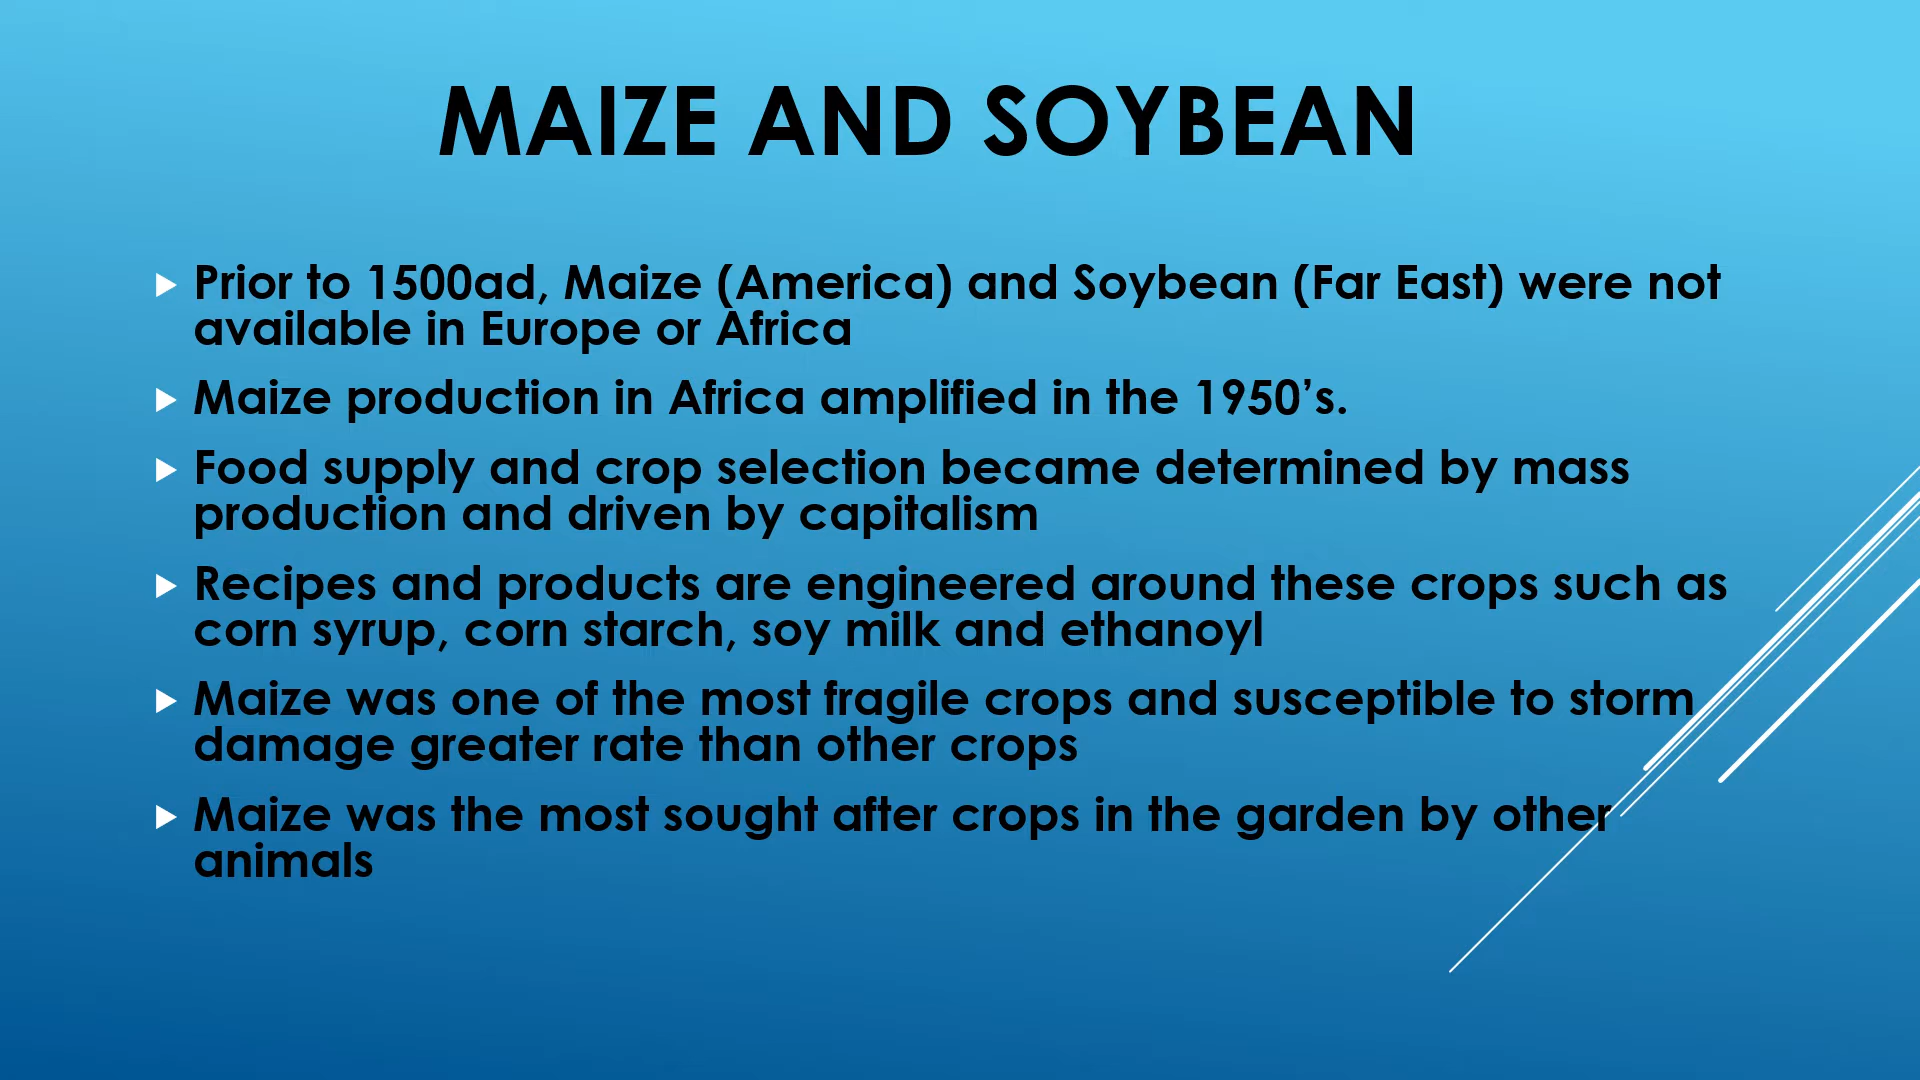 MAIZE AND SOYBEAN
Prior to 1500ad, Maize (America) and Soybean (Far East) were not
available in Europe or Africa
Maize production in Africa amplified in the 1950’s.
Food supply and crop selection became determined by mass
production and driven by capitalism
Recipes and products are engineered around these crops such as
corn syrup, corn starch, soy milk and ethanoyl
Maize was one of the most fragile crops and susceptible to storm
damage greater rate than other crops
Maize was the most sought after crops in the garden by other
animals